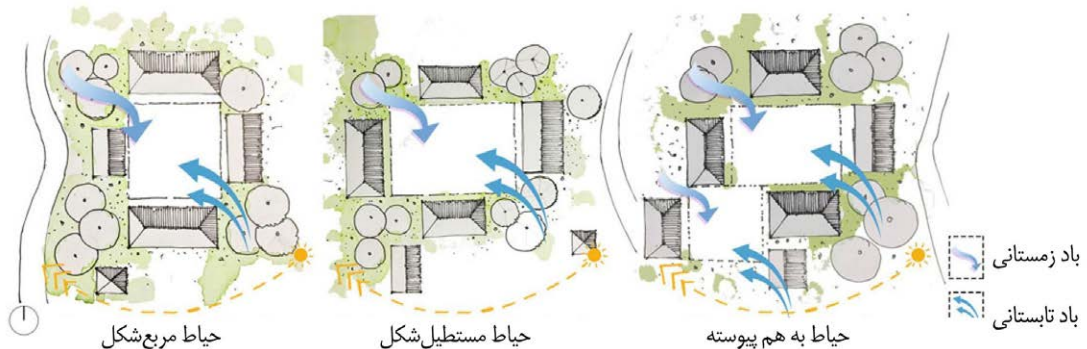 باد زمستانی
باد تابستانی
حیاط به هم پیوسته
حیاط مستطیل‌شکل
حیاط مربع‌شکل